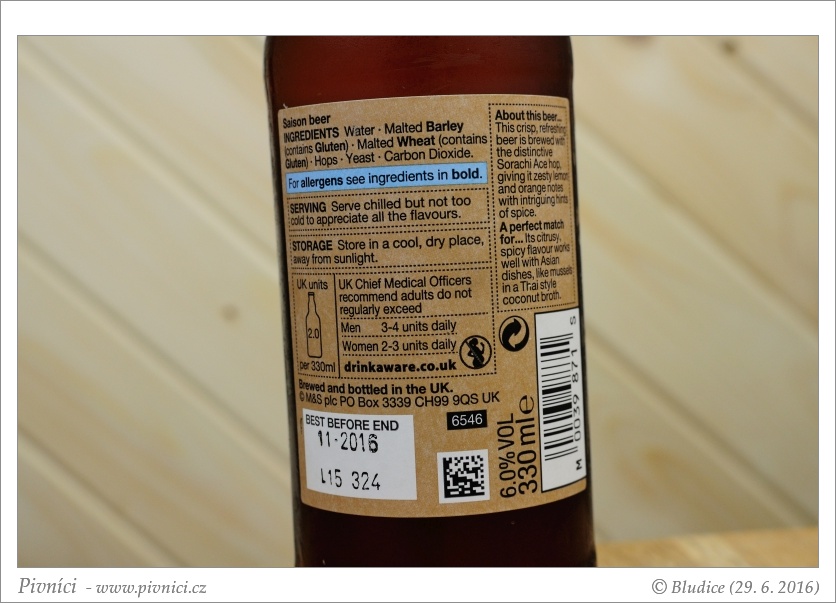 Saison beer
INGREDIENTS Water · Malted Barley
(contains Gluten) · Malted Wheat (contains
Gluten) · Hops · Yeast · Carbon Dioxide.
For allergens see ingredients in bold.
SERVING Serve chilled but not too
cold to appreciate all the flavours.
STORAGE Store in a cool, dry place,
away from sunlight.
UK units
2.0
per 330ml
UK Chief Medical Officers
recommend adults do not
regularly exceed
Men 3-4 units daily
Women 2-3 units daily
drinkaware.co.uk
Brewed and bottled in the UK.
© M&S plc PO Box 3339 CH99 9QS UK
BEST BEFORE END
11-2016
L15 324
6546
About this beer...
This crisp, refreshing
beer is brewed with
the distinctive
Sorachi Ace hop,
giving it zesty lemon
and orange notes
with intriguing hints
of spice.
A perfect match
for... Its citrusy,
spicy flavour works
well with Asian
dishes, like mussels
in a Thai style
coconut broth.
6.0% VOL
330ml e
M 0039 871 S
Pivníci - www.pivnici.cz
© Bludice (29. 6. 2016)